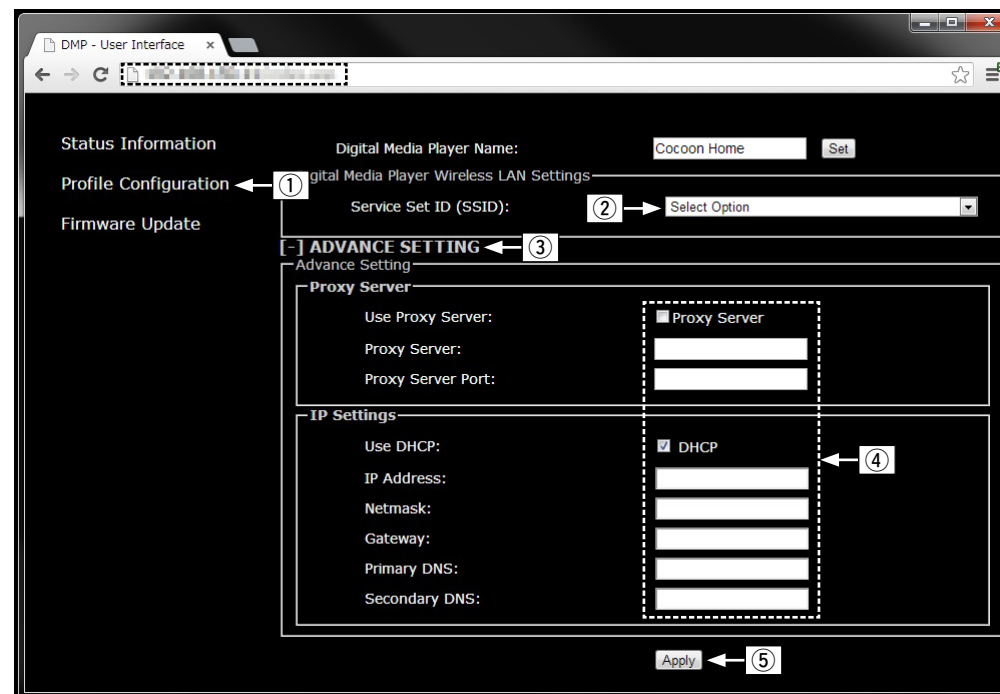 DMP - User Interface
Status Information
Digital Media Player Name: Cocoon Home Set
Profile Configuration ①
gital Media Player Wireless LAN Settings
Service Set ID (SSID): ② Select Option
Firmware Update
[-] ADVANCE SETTING ③
Advance Setting
Proxy Server
Use Proxy Server: Proxy Server
Proxy Server:
Proxy Server Port:
IP Settings
Use DHCP: DHCP
④
IP Address:
Netmask:
Gateway:
Primary DNS:
Secondary DNS:
Apply ⑤